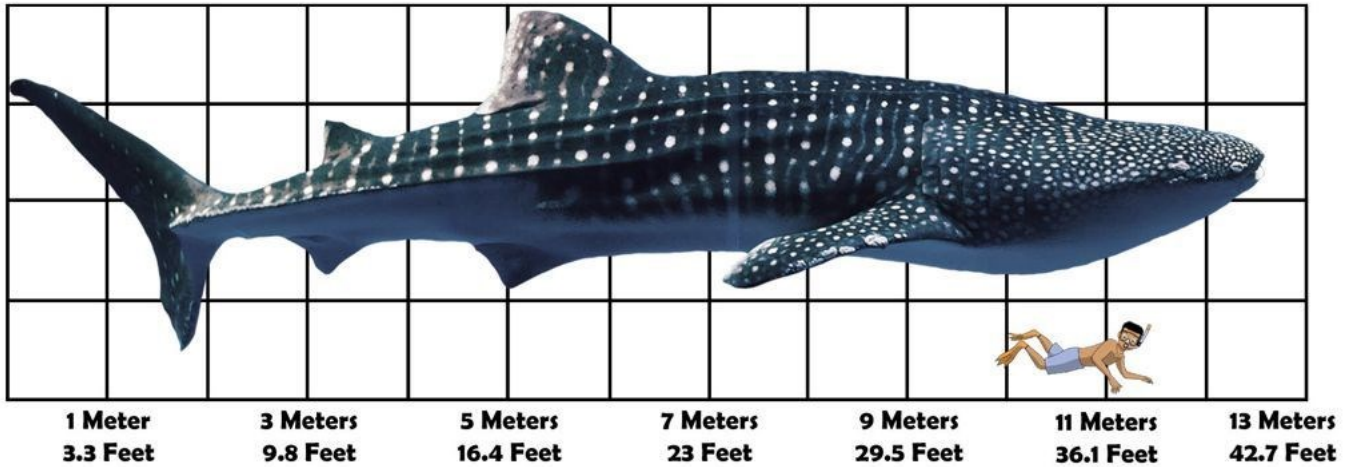 1 Meter 3 Meters 5 Meters 7 Meters 9 Meters 11 Meters 13 Meters
3.3 Feet 9.8 Feet 16.4 Feet 23 Feet 29.5 Feet 36.1 Feet 42.7 Feet